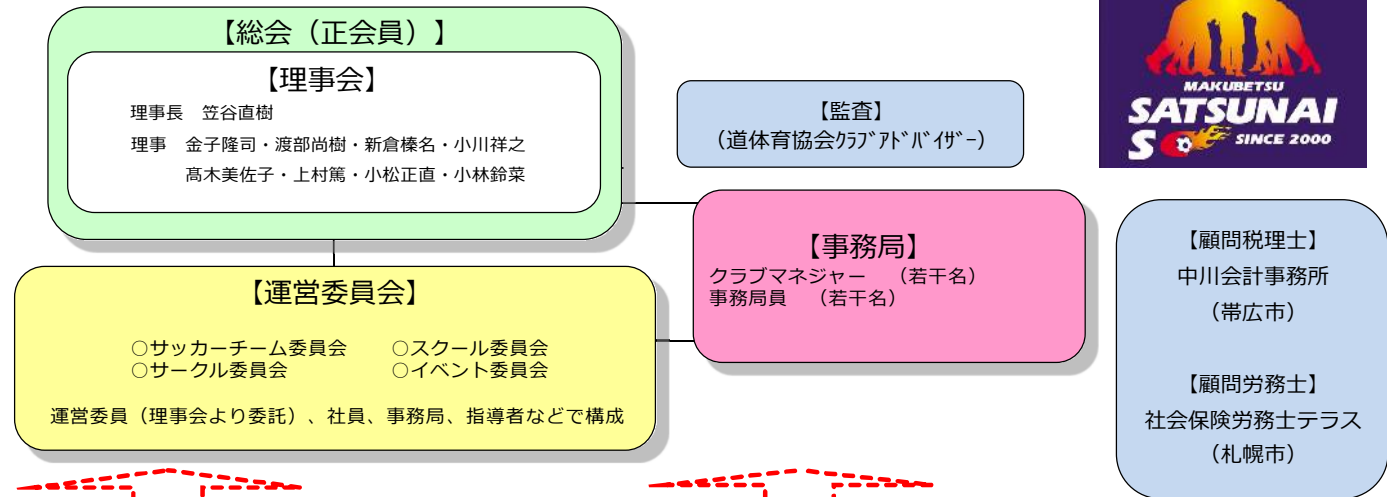 【総会（正会員）】
【理事会】
理事長　笠谷直樹
理事　金子隆司・渡部尚樹・新倉榛名・小川祥之
髙木美佐子・上村篤・小松正直・小林鈴菜
【監査】
（道体育協会ｸﾗﾌﾞｱﾄﾞﾊﾞｲｻﾞｰ）
MAKUBETSU
SATSUNAI
SC
SINCE 2000
【事務局】
クラブマネジャー　（若干名）
事務局員　（若干名）
【運営委員会】
○サッカーチーム委員会　○スクール委員会
○サークル委員会　○イベント委員会
運営委員（理事会より委託）、社員、事務局、指導者などで構成
【顧問税理士】
中川会計事務所
（帯広市）
【顧問労務士】
社会保険労務士テラス
（札幌市）